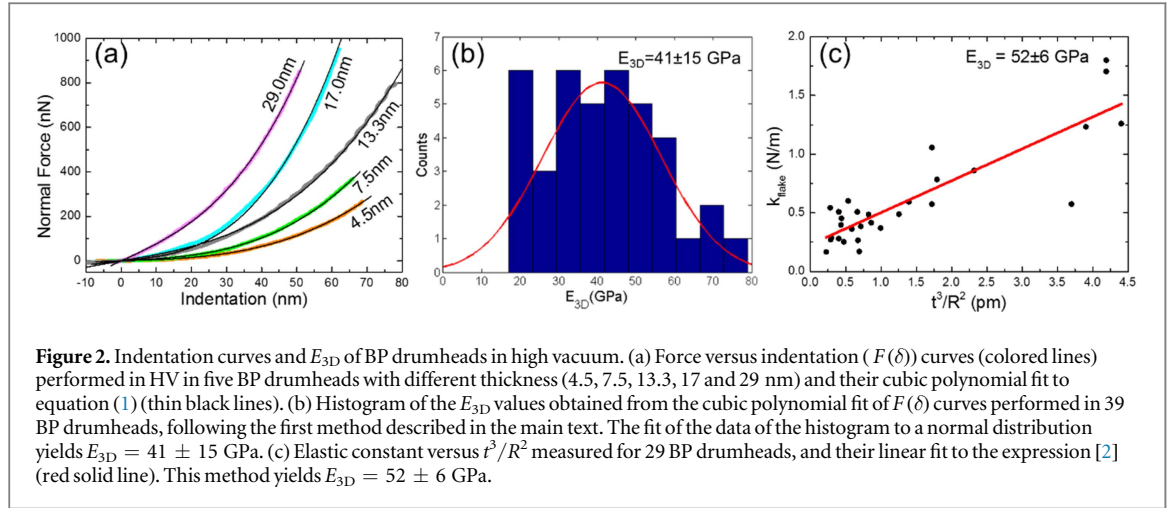 (a)
1000
800
600
400
200
0
Normal Force (nN)
29.0nm
17.0nm
13.3nm
7.5nm
4.5nm
-10 0 10 20 30 40 50 60 70 80
Indentation (nm)
(b)
E3D=41±15 GPa
7
6
5
4
3
2
1
0
Counts
0 10 20 30 40 50 60 70 80
E3D(GPa)
(c)
E3D = 52±6 GPa
2.0
1.5
1.0
0.5
0.0
kflake (N/m)
0.0 0.5 1.0 1.5 2.0 2.5 3.0 3.5 4.0 4.5
t³/R² (pm)
Figure 2. Indentation curves and E3D of BP drumheads in high vacuum. (a) Force versus indentation ( F(δ)) curves (colored lines)
performed in HV in five BP drumheads with different thickness (4.5, 7.5, 13.3, 17 and 29 nm) and their cubic polynomial fit to
equation (1) (thin black lines). (b) Histogram of the E3D values obtained from the cubic polynomial fit of F(δ) curves performed in 39
BP drumheads, following the first method described in the main text. The fit of the data of the histogram to a normal distribution
yields E3D = 41 ± 15 GPa. (c) Elastic constant versus t³/R² measured for 29 BP drumheads, and their linear fit to the expression [2]
(red solid line). This method yields E3D = 52 ± 6 GPa.